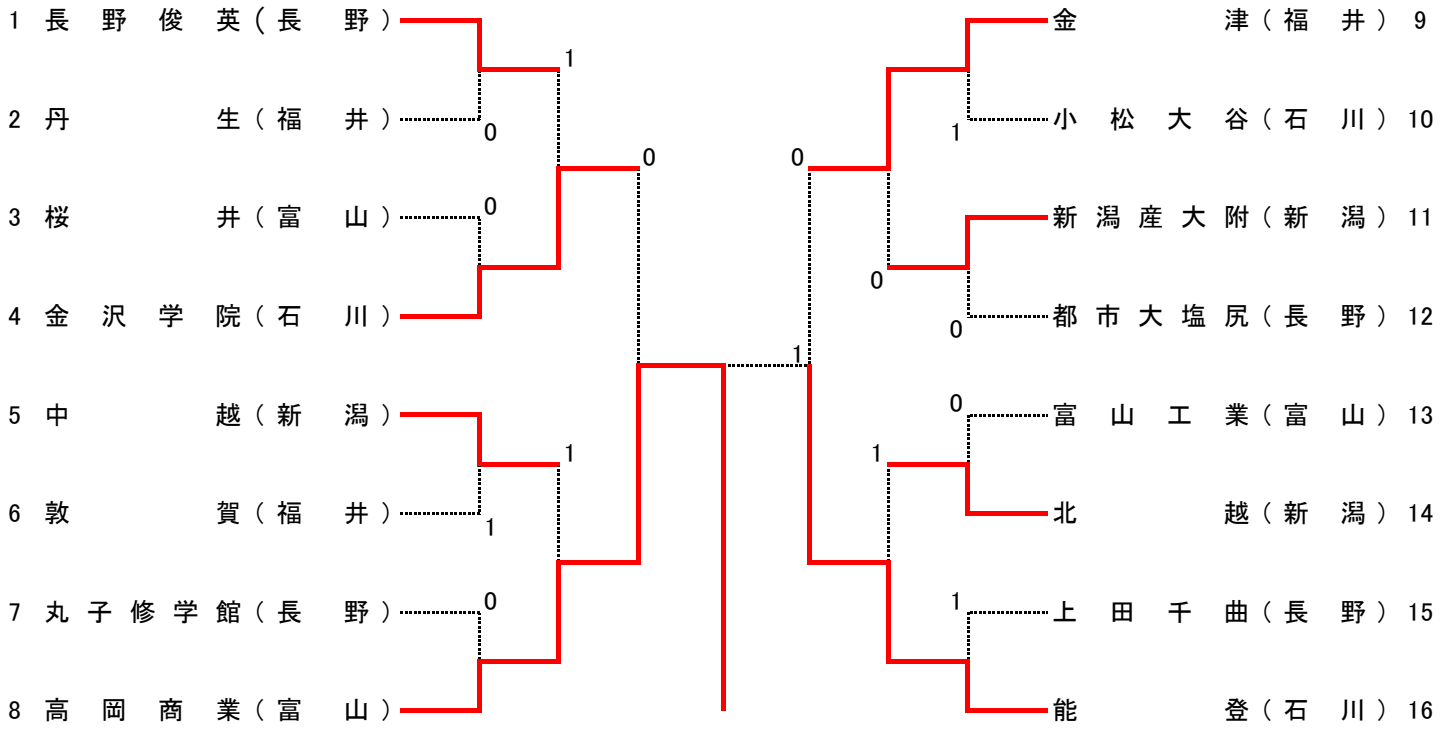 1 長野俊英(長野)
1
2 丹生(福井)
0
0
3 桜井(富山)
0
4 金沢学院(石川)
5 中越(新潟)
1
6 敦賀(福井)
1
7 丸子修学館(長野)
0
8 高岡商業(富山)
金津(福井) 9
小松大谷(石川) 10
1
0
新潟産大附(新潟) 11
0
都市大塩尻(長野) 12
0
1
富山工業(富山) 13
0
1
北越(新潟) 14
上田千曲(長野) 15
1
能登(石川) 16